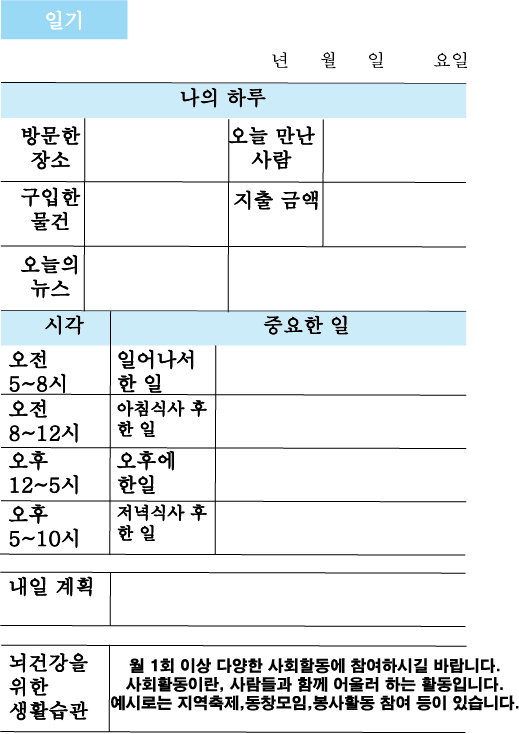 일기
년 월 일 요일
나의 하루
방문한 오늘 만난
장소 사람
구입한 지출 금액
물건
오늘의
뉴스
시각 중요한 일
오전 일어나서
5~8시 한 일
오전 아침식사 후
8~12시 한 일
오후 오후에
12~5시 한일
오후 저녁식사 후
5~10시 한 일
내일 계획
뇌건강을
위한
생활습관
월 1회 이상 다양한 사회할동에 참여하시길 바랍니다.
사회활동이란, 사람들과 함께 어울러 하는 활동입니다.
예시로는 지역축제,동창모임,봉사활동 참여 등이 있습니다.